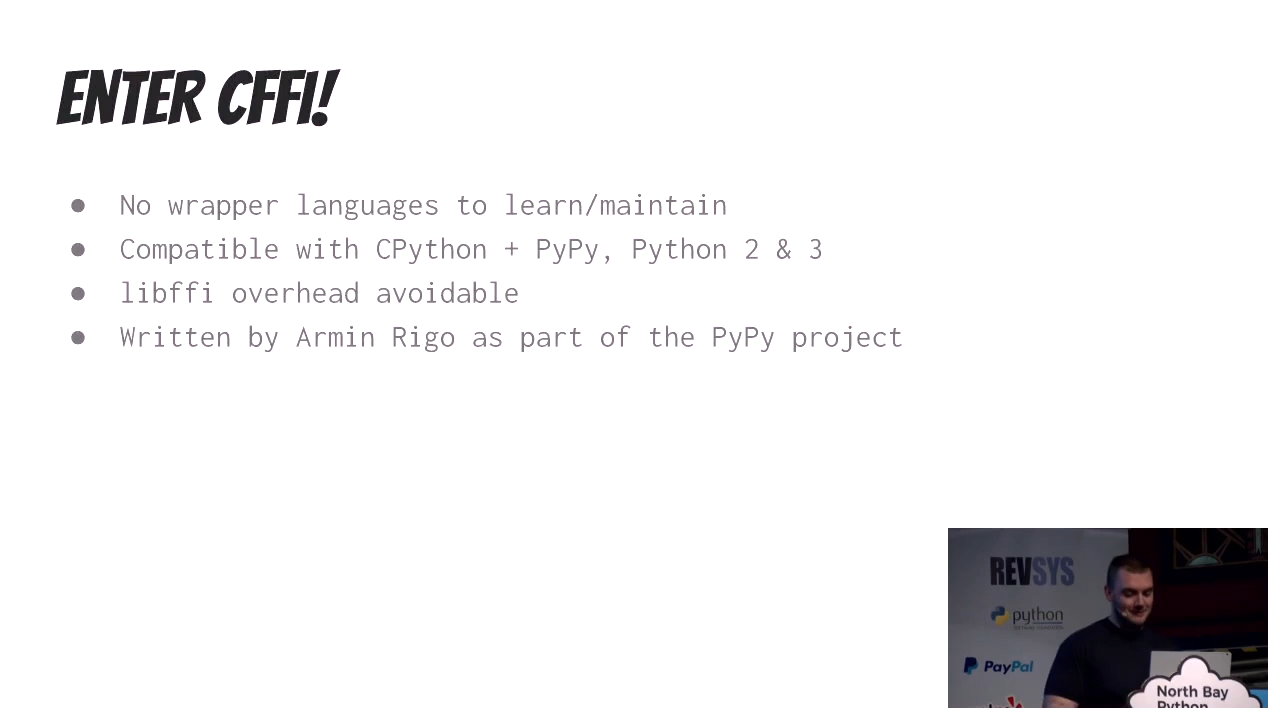 ENTER CFFI!
● No wrapper languages to learn/maintain
● Compatible with CPython + PyPy, Python 2 & 3
● libffi overhead avoidable
● Written by Armin Rigo as part of the PyPy project
REVSYS
python
PayPal
North Bay
Python